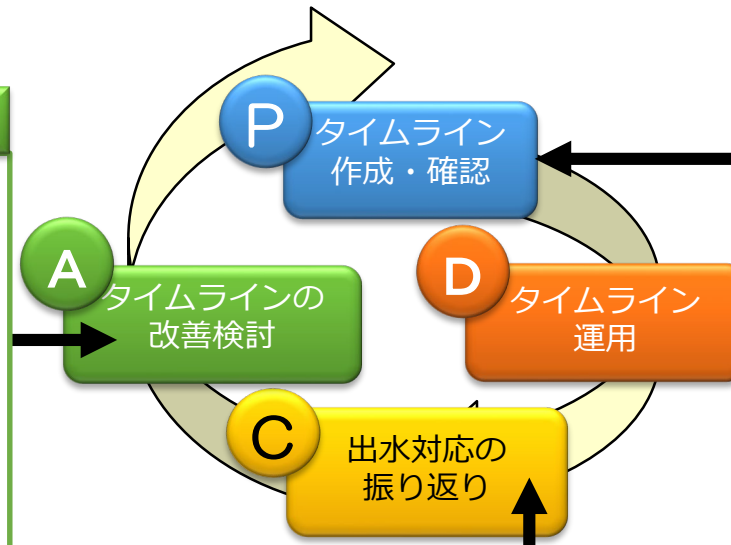 P
タイムライン
作成・確認
D
タイムライン
運用
C
出水対応の
振り返り
A
タイムラインの
改善検討